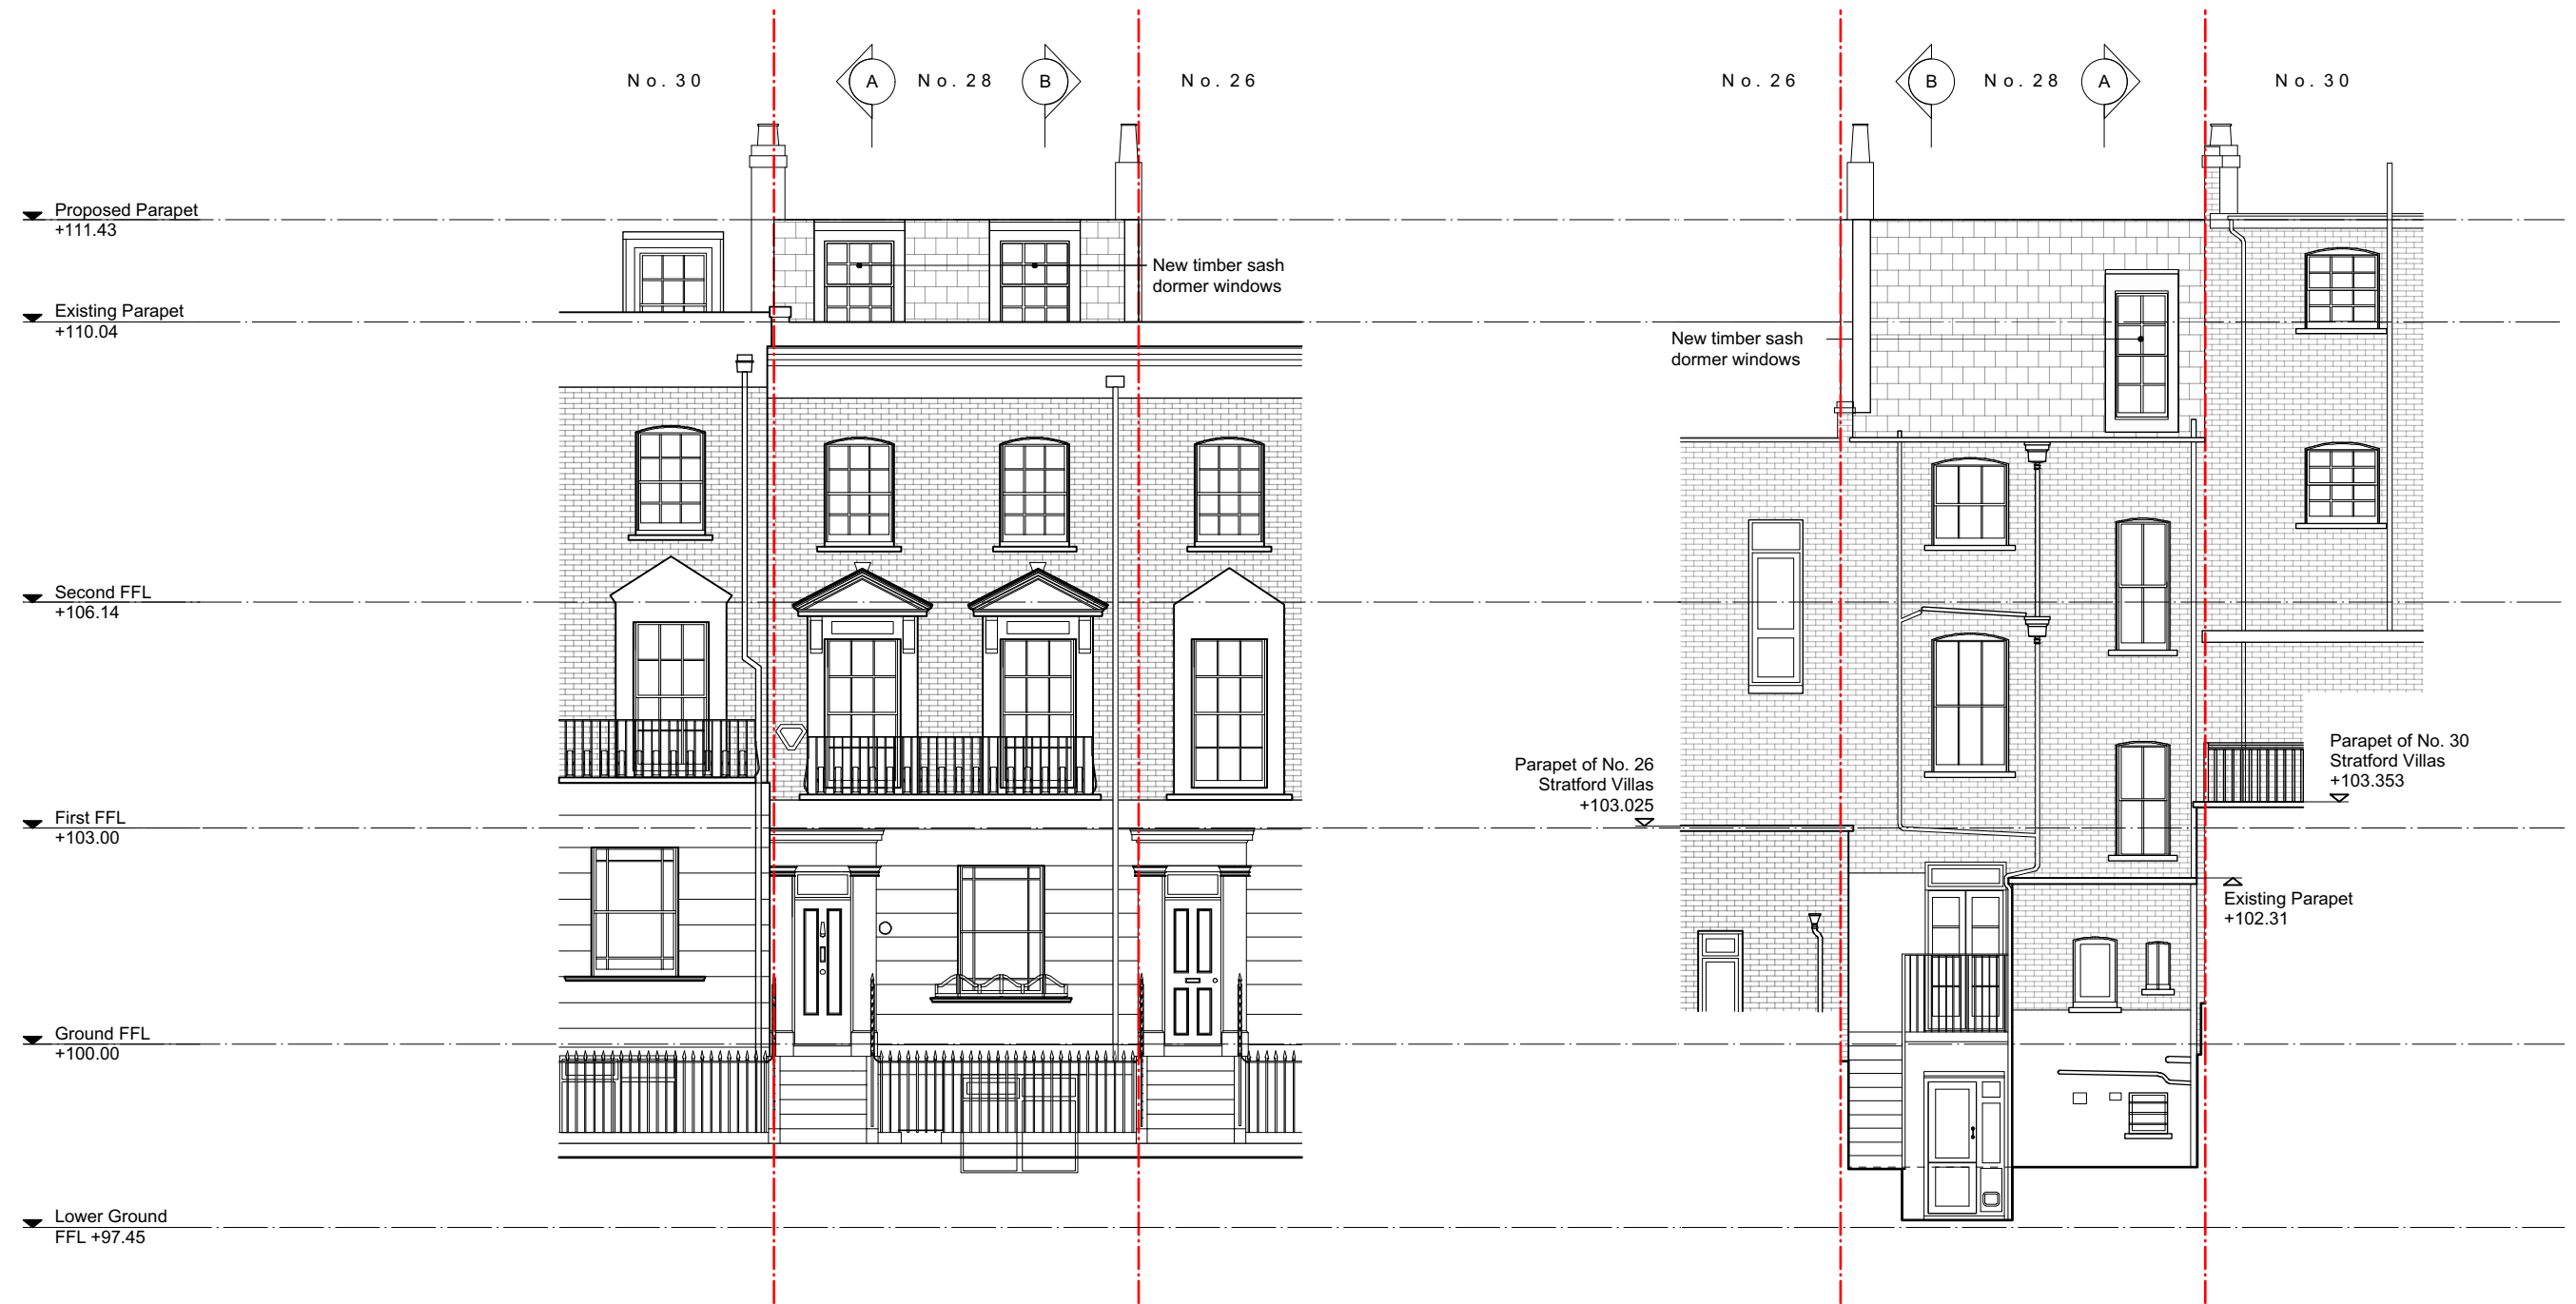 No. 30
A
No. 28
B
No. 26
No. 26
B
No. 28
A
No. 30
Proposed Parapet
+111.43
New timber sash
dormer windows
Existing Parapet
+110.04
New timber sash
dormer windows
Second FFL
+106.14
Parapet of No. 26
Stratford Villas
+103.025
Parapet of No. 30
Stratford Villas
+103.353
First FFL
+103.00
Existing Parapet
+102.31
Ground FFL
+100.00
Lower Ground
FFL +97.45